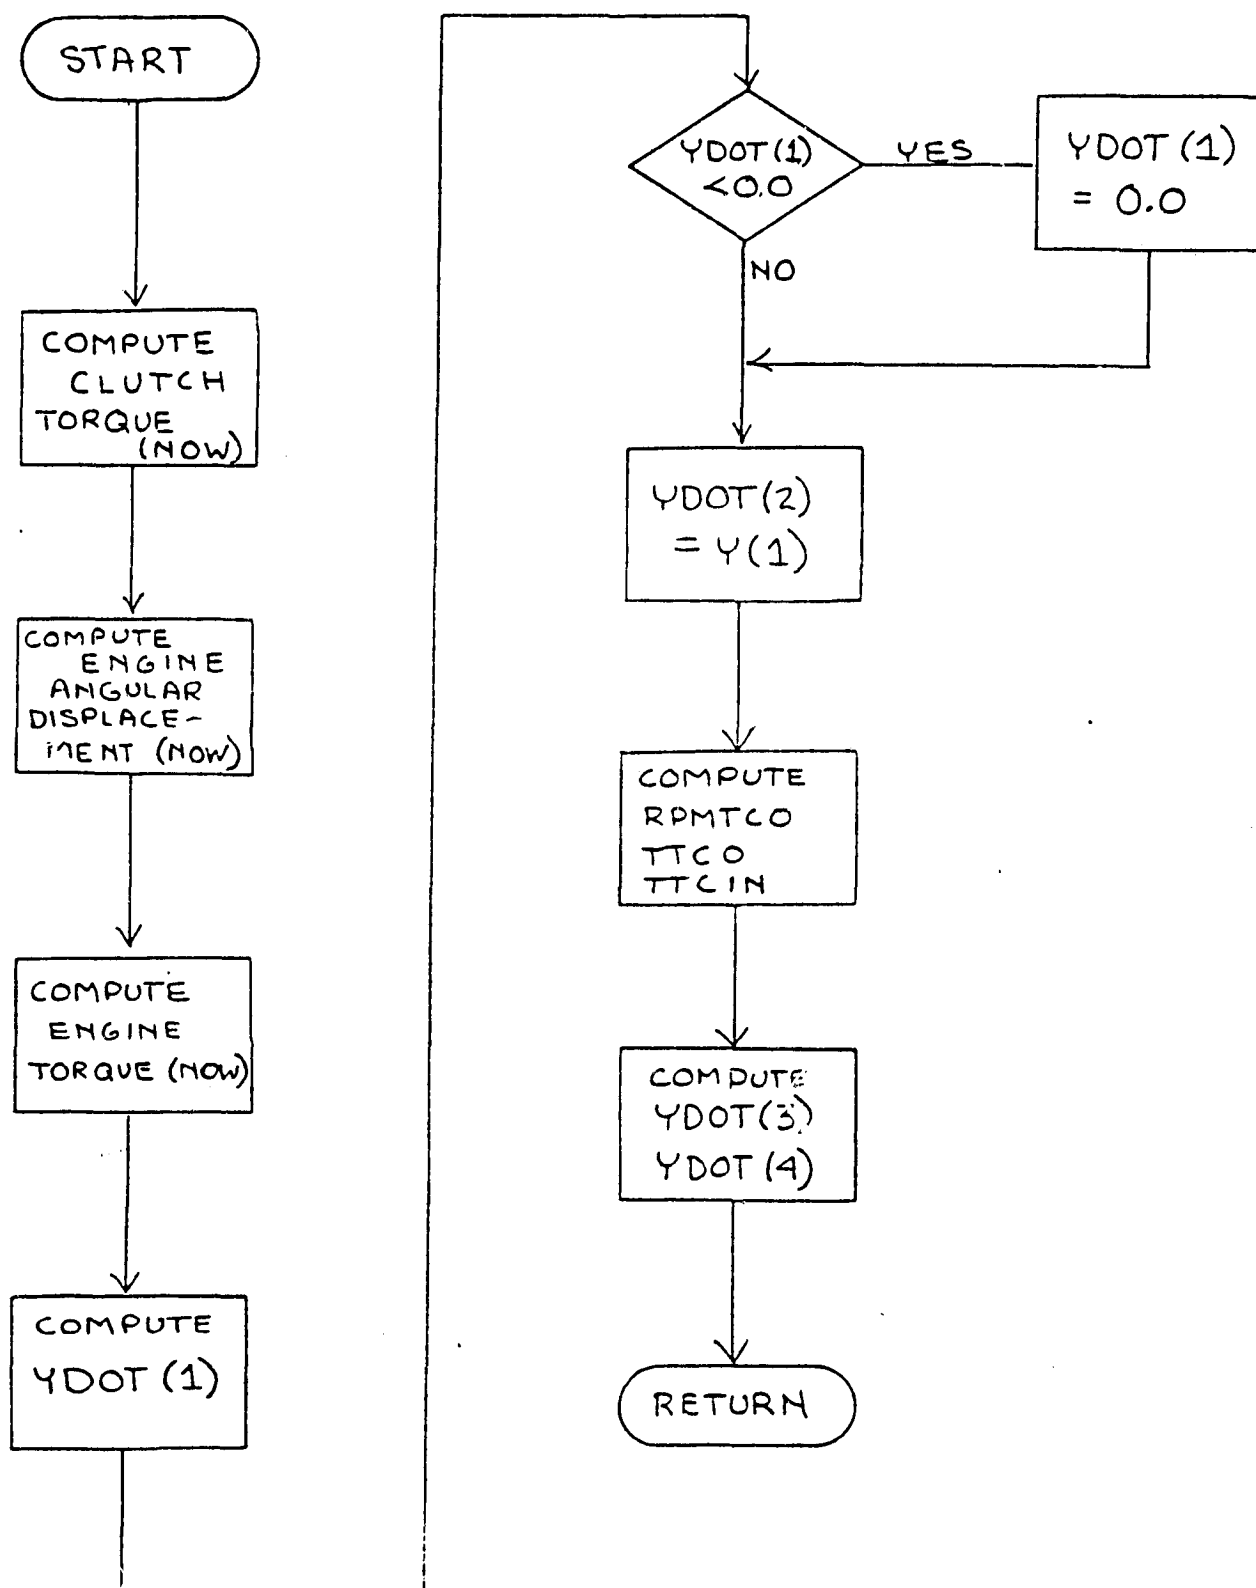 START
COMPUTE
CLUTCH
TORQUE
(NOW)
COMPUTE
ENGINE
ANGULAR
DISPLACE-
MENT (NOW)
COMPUTE
ENGINE
TORQUE (NOW)
COMPUTE
YDOT (1)
YDOT(1)
<0.0
YES
YDOT (1)
= 0.0
NO
YDOT(2)
= Y(1)
COMPUTE
RPMTCO
TTCO
TTCIN
COMPUTE
YDOT(3)
YDOT(4)
RETURN